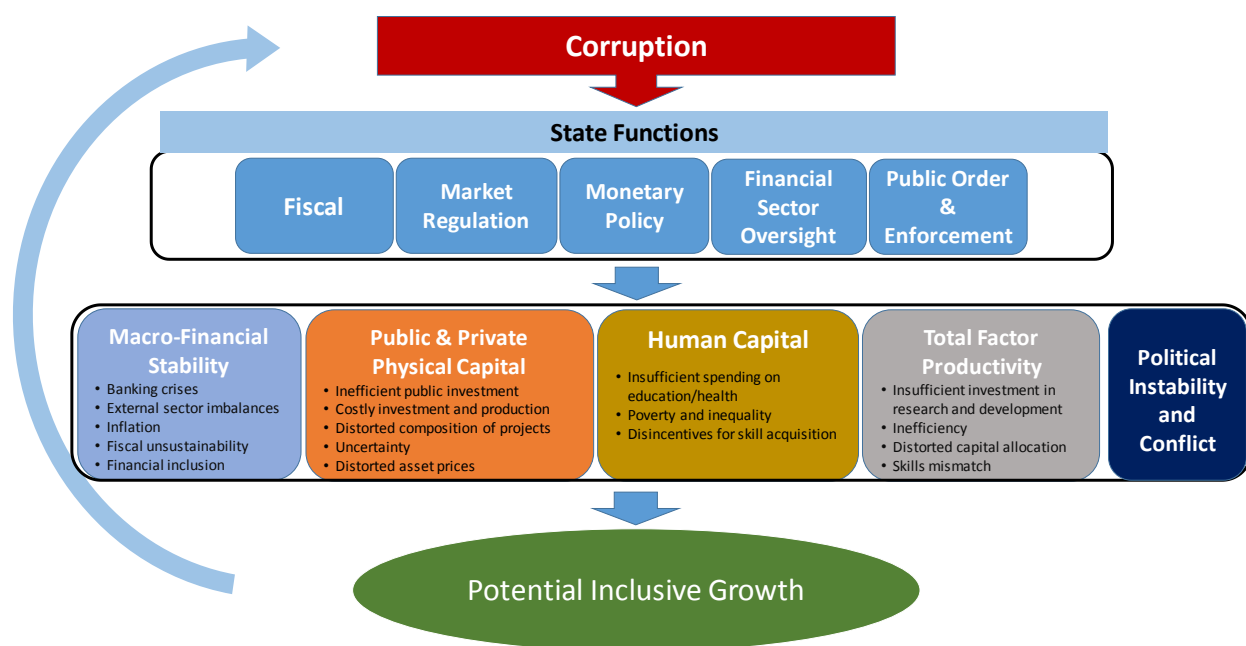 Corruption
State Functions
Fiscal
Market
Regulation
Monetary
Policy
Financial
Sector
Oversight
Public Order
&
Enforcement
Macro-Financial
Stability
• Banking crises
• External sector imbalances
• Inflation
• Fiscal unsustainability
• Financial inclusion
Public & Private
Physical Capital
• Inefficient public investment
• Costly investment and production
• Distorted composition of projects
• Uncertainty
• Distorted asset prices
Human Capital
• Insufficient spending on
education/health
• Poverty and inequality
• Disincentives for skill acquisition
Total Factor
Productivity
• Insufficient investment in
research and development
• Inefficiency
• Distorted capital allocation
• Skills mismatch
Political
Instability
and
Conflict
Potential Inclusive Growth